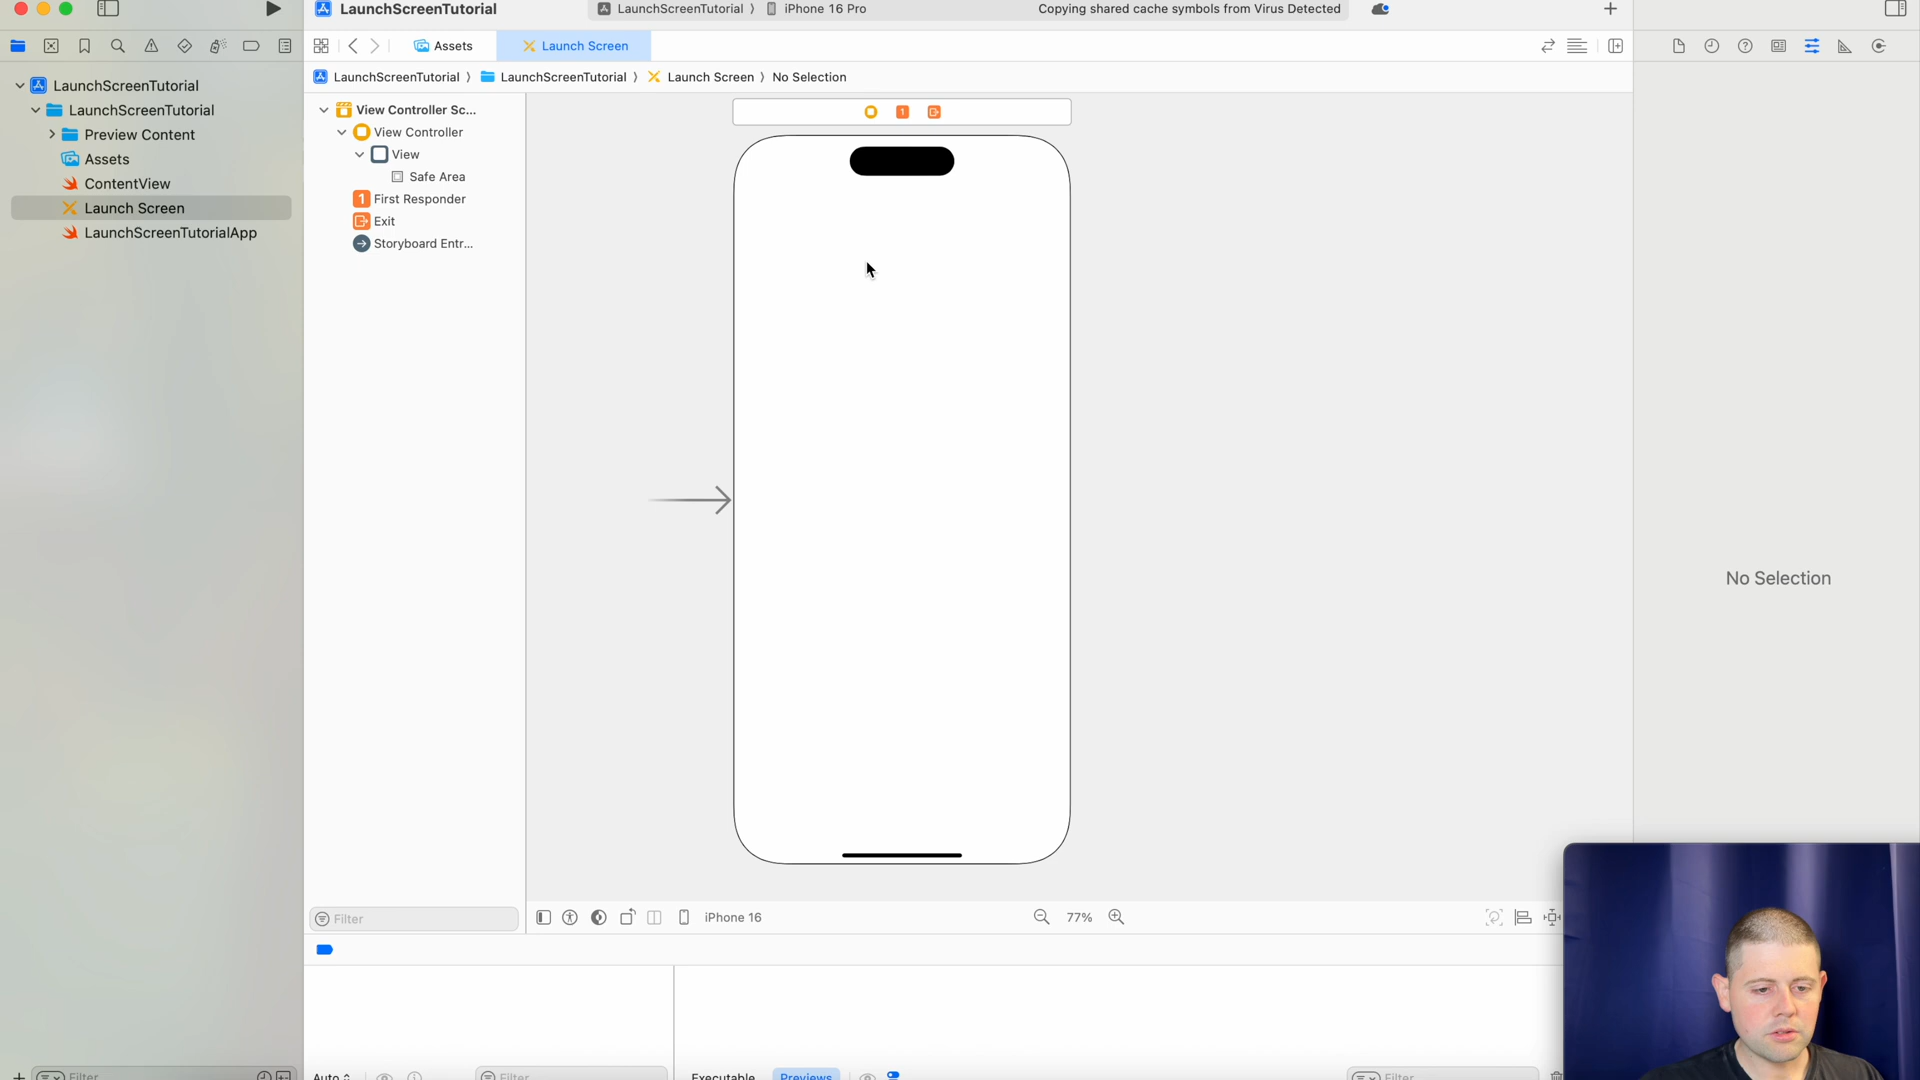 LaunchScreenTutorial
LaunchScreenTutorial 〉 iPhone 16 Pro
Copying shared cache symbols from Virus Detected
Assets
Launch Screen
LaunchScreenTutorial 〉 LaunchScreenTutorial 〉 Launch Screen 〉 No Selection
LaunchScreenTutorial
LaunchScreenTutorial
Preview Content
Assets
ContentView
Launch Screen
LaunchScreenTutorialApp
View Controller Sc...
View Controller
View
Safe Area
1 First Responder
Exit
Storyboard Entr...
1
No Selection
Filter
iPhone 16
77%
Filter
Auto
Filter
Executable
Previews
Filter